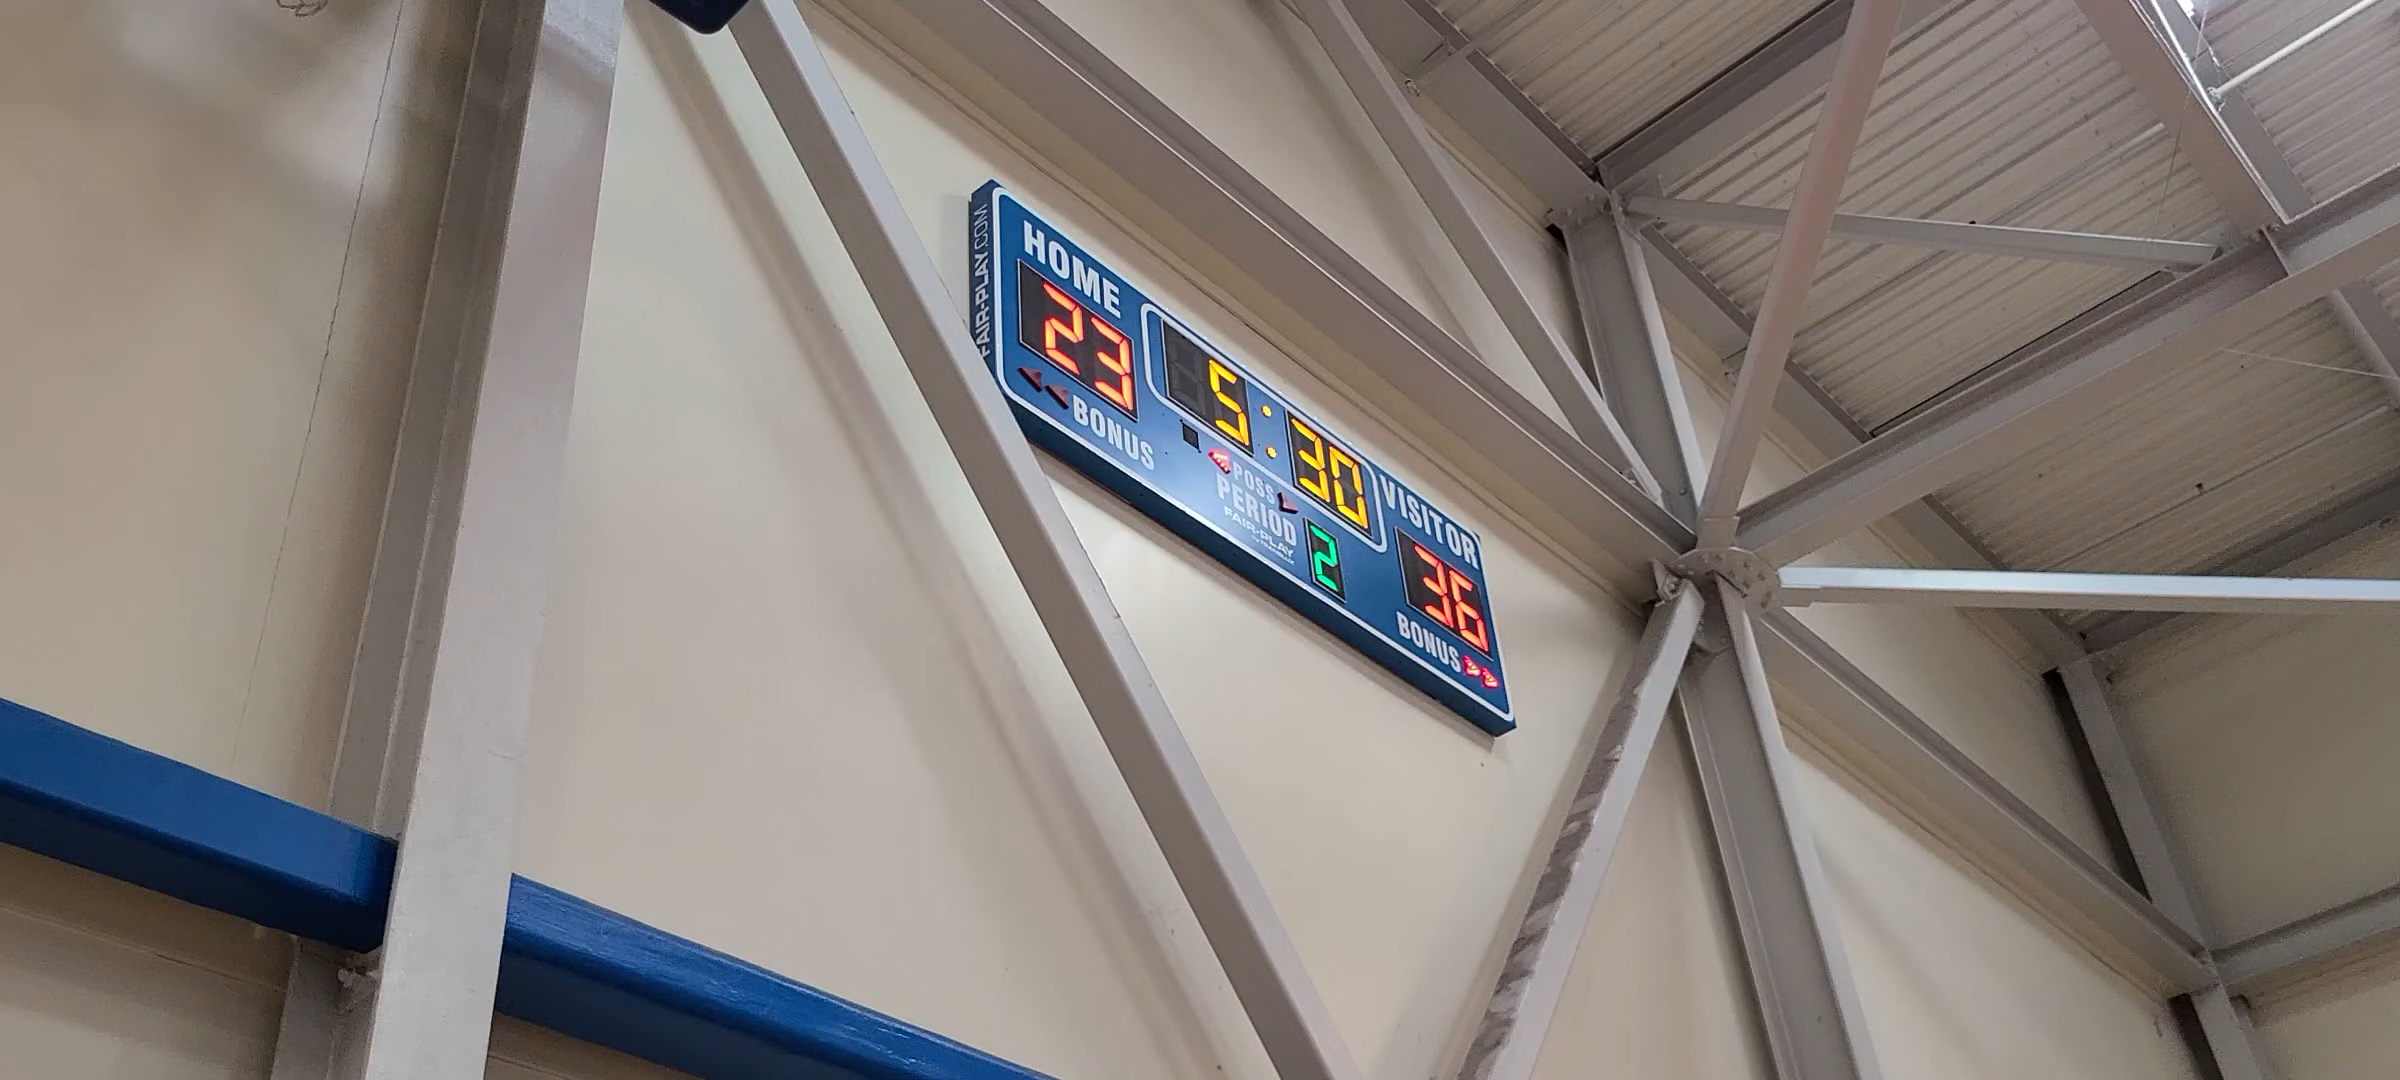 FAIR-PLAY.COM
HOME
23
BONUS
5:30
POSS
PERIOD 2
FAIR-PLAY
VISITOR
36
BONUS